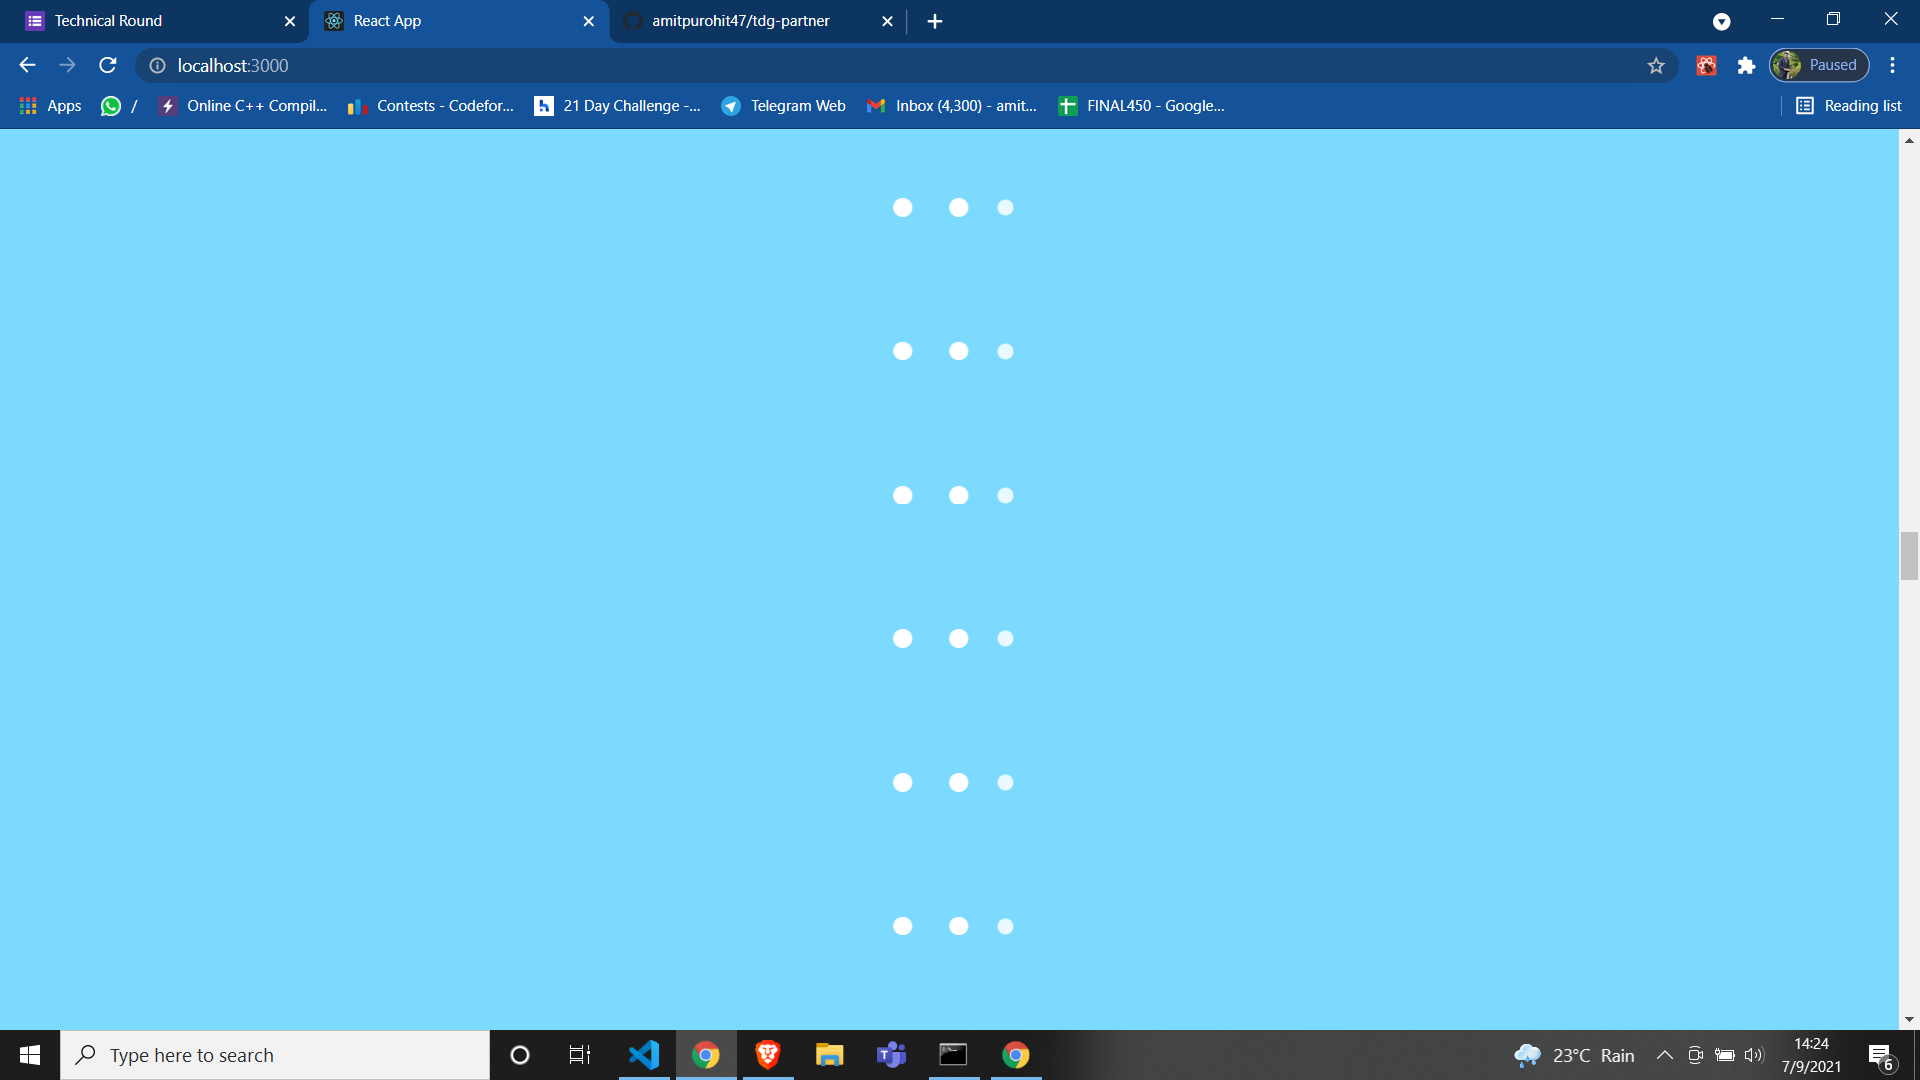 Technical Round
React App
amitpurohit47/tdg-partner
localhost:3000
Paused
Apps
/
Online C++ Compil...
Contests - Codefor...
21 Day Challenge -...
Telegram Web
Inbox (4,300) - amit...
FINAL450 - Google...
Reading list
Type here to search
23°C Rain
14:24
7/9/2021
6